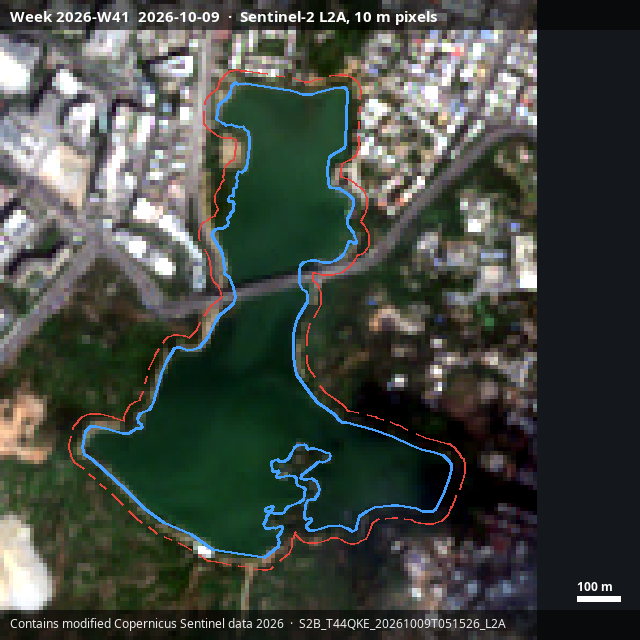 Week 2026-W41  2026-10-09  ·  Sentinel-2 L2A, 10 m pixels
100 m
Contains modified Copernicus Sentinel data 2026  ·  S2B_T44QKE_20261009T051526_L2A